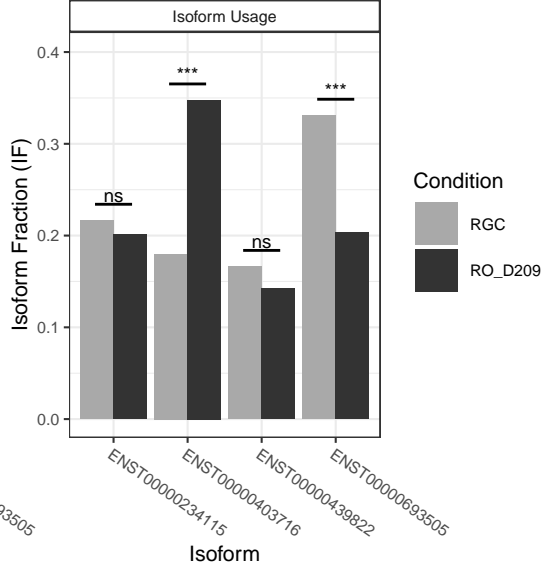 Isoform Usage
Isoform Fraction (IF)
0.4
0.3
0.2
0.1
0.0
ns
***
ns
***
Condition
RGC
RO_D209
ENST00000234115
ENST00000403716
ENST00000439822
ENST00000693505
93505
Isoform